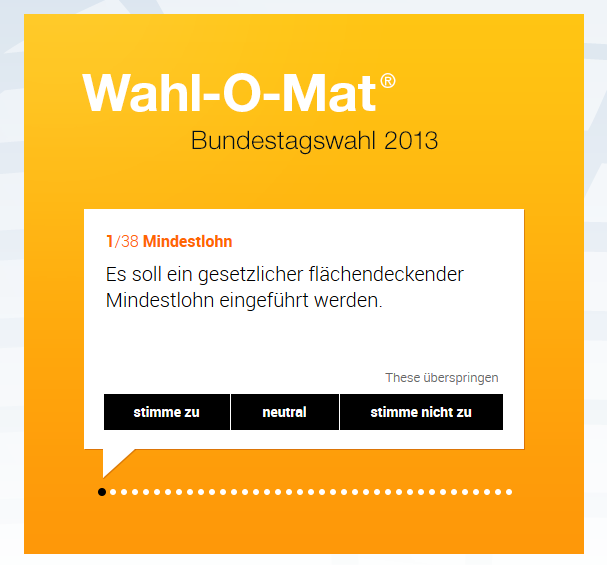 Wahl-O-Mat®
Bundestagswahl 2013
1/38 Mindestlohn
Es soll ein gesetzlicher flächendeckender
Mindestlohn eingeführt werden.
These überspringen
stimme zu neutral stimme nicht zu